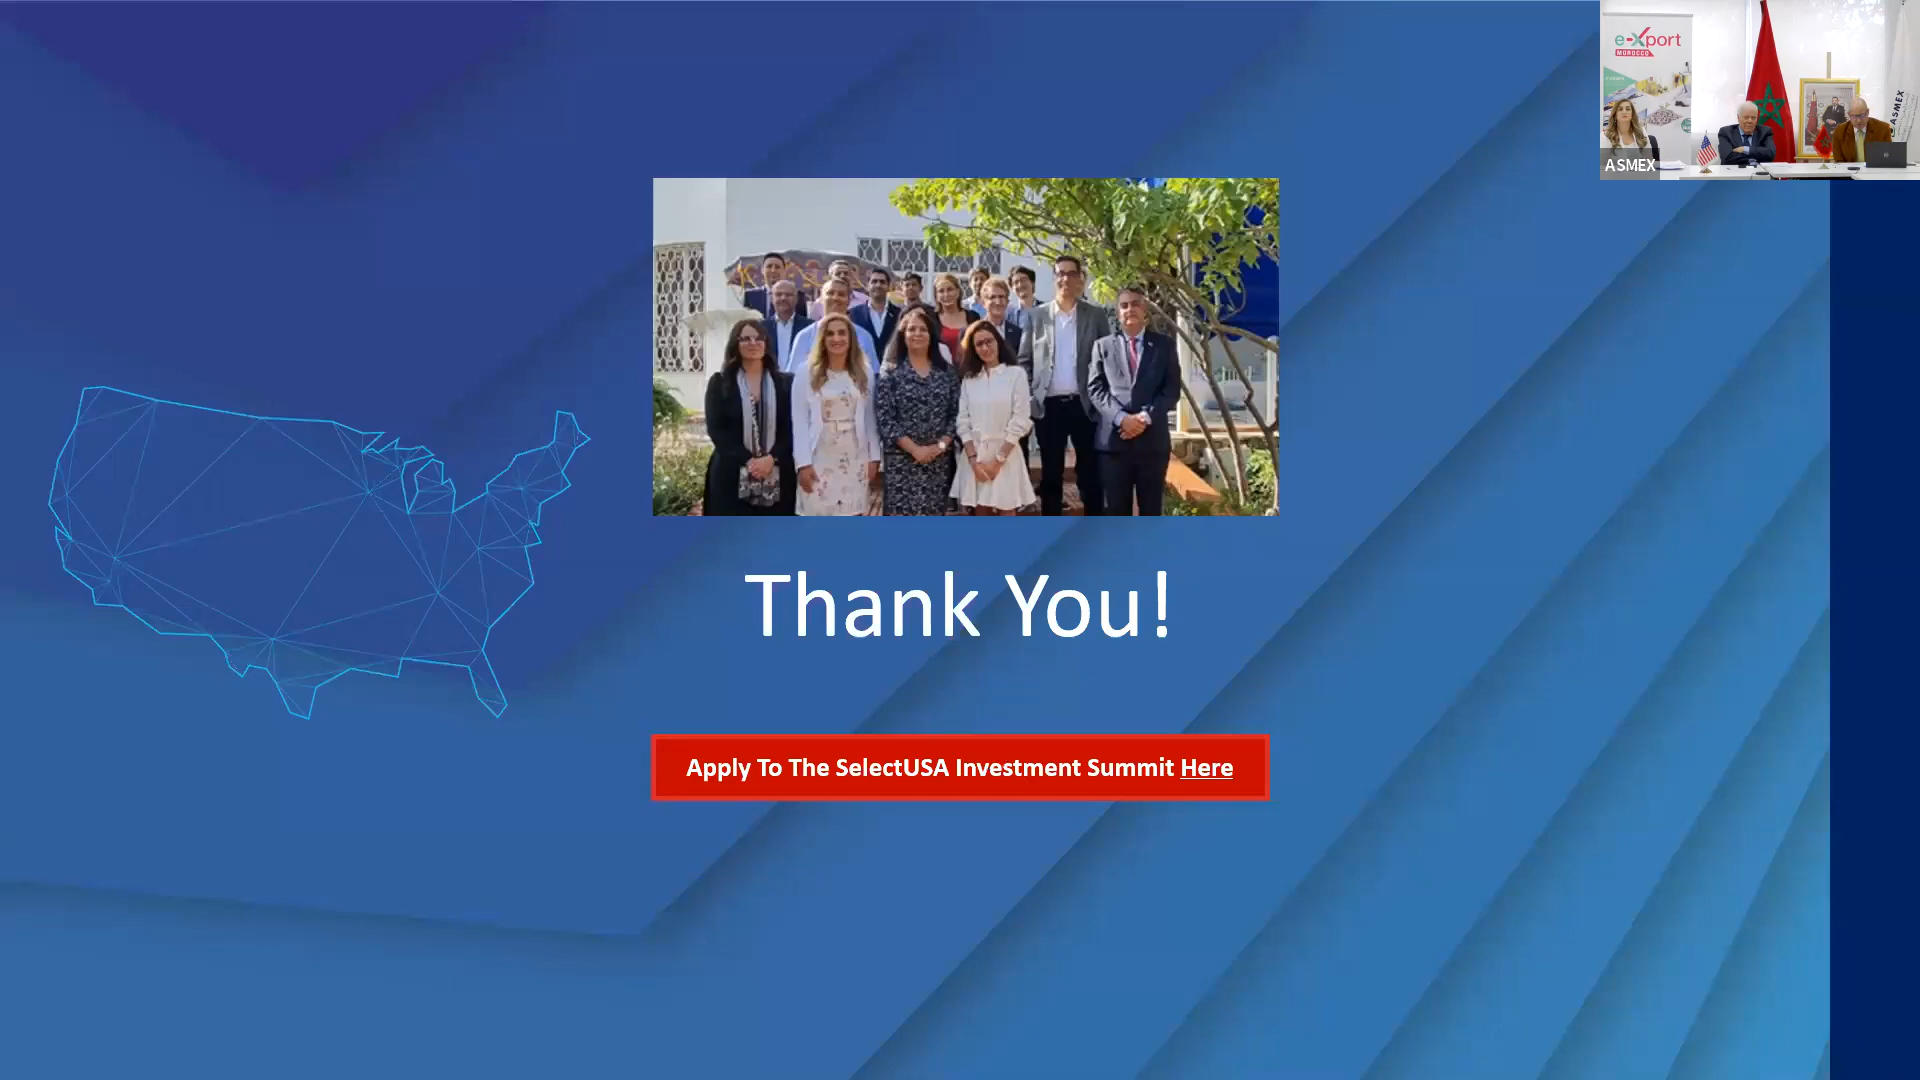 e-Xport
MOROCCO
ASMEX
ASMEX
Thank You!
Apply To The SelectUSA Investment Summit Here